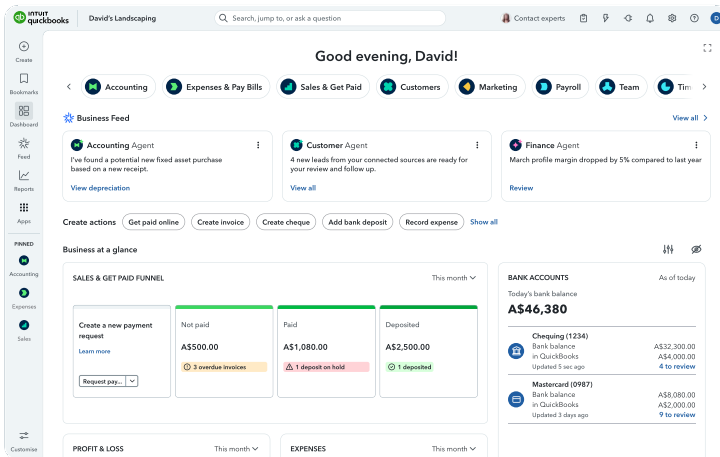 INTUIT
quickbooks
David's Landscaping
Search, jump to, or ask a question
Contact experts
D
Create
Bookmarks
Dashboard
Feed
Reports
Apps
PINNED
Accounting
Expenses
Sales
Customise
Good evening, David!
Accounting
Expenses & Pay Bills
Sales & Get Paid
Customers
Marketing
Payroll
Team
Tim
Business Feed
View all
Accounting Agent
I've found a potential new fixed asset purchase
based on a new receipt.
View depreciation
Customer Agent
4 new leads from your connected sources are ready for
your review and follow up.
View all
Finance Agent
March profile margin dropped by 5% compared to last year
Review
Create actions
Get paid online
Create invoice
Create cheque
Add bank deposit
Record expense
Show all
Business at a glance
SALES & GET PAID FUNNEL
This month
Create a new payment
request
Learn more
Request pay...
Not paid
A$500.00
3 overdue invoices
Paid
A$1,080.00
1 deposit on hold
Deposited
A$2,500.00
1 deposited
BANK ACCOUNTS
As of today
Today's bank balance
A$46,380
Chequing (1234)
Bank balance
A$32,300.00
in QuickBooks
A$4,000.00
Updated 5 sec ago
4 to review
Mastercard (0987)
Bank balance
A$8,080.00
in QuickBooks
A$2,000.00
Updated 3 days ago
9 to review
PROFIT & LOSS
This month
EXPENSES
This month